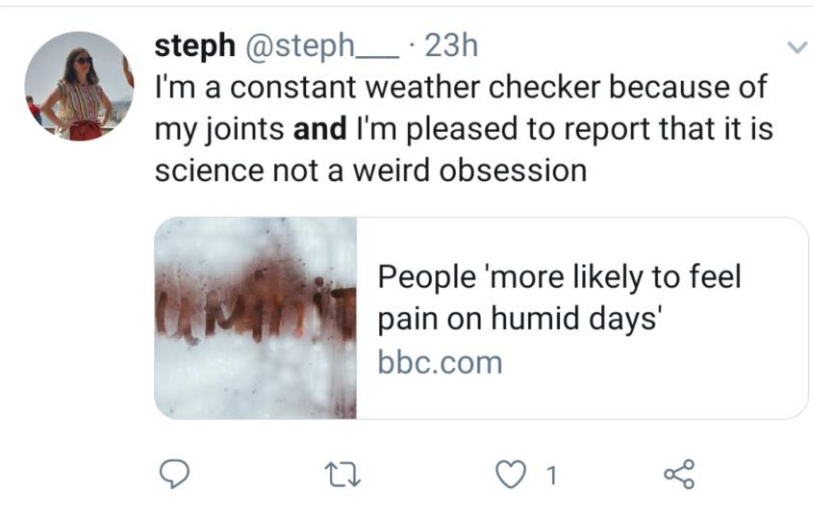 steph @steph___ · 23h
I'm a constant weather checker because of
my joints and I'm pleased to report that it is
science not a weird obsession
People 'more likely to feel
pain on humid days'
bbc.com
1